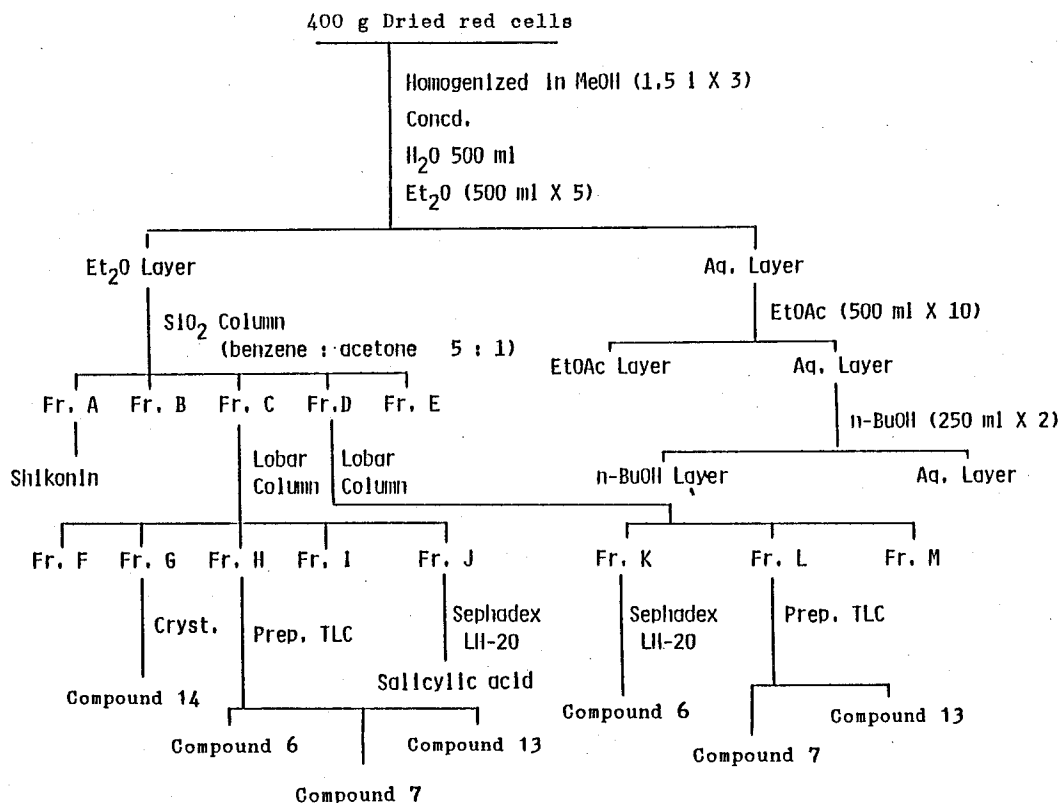 400 g Dried red cells
Homogenized in MeOH (1.5 l X 3)
Concd.
H2O 500 ml
Et2O (500 ml X 5)
Et2O Layer
Aq. Layer
SiO2 Column
(benzene : acetone 5 : 1)
EtOAc (500 ml X 10)
EtOAc Layer
Aq. Layer
Fr. A Fr. B Fr. C Fr.D Fr. E
n-BuOH (250 ml X 2)
Shikonin
Lobar Column
Lobar Column
n-BuOH Layer
Aq. Layer
Fr. F Fr. G Fr. H Fr. I Fr. J
Fr. K Fr. L Fr. M
Cryst.
Prep. TLC
Sephadex LH-20
Sephadex LH-20
Prep. TLC
Compound 14
Salicylic acid
Compound 6
Compound 13
Compound 6
Compound 13
Compound 7
Compound 7